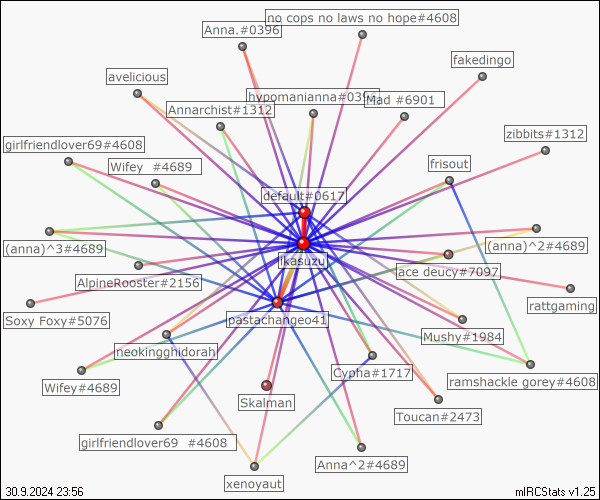 no cops no laws no hope#4608
Anna.#0396
fakedingo
avelicious
hypomanianna#039
Mad #6901
Annarchist#1312
zibbits#1312
girlfriendlover69#4608
Wifey #4689
frisout
default#0617
(anna)^3#4689
(anna)^2#4689
ikasuzu
ace deucy#7097
AlpineRooster#2156
rattgaming
Soxy Foxy#5076
pastachangeo41
Mushy#1984
neokingghidorah
Cypha#1717
Wifey#4689
ramshackle gorey#4608
Skalman
Toucan#2473
girlfriendlover69 #4608
Anna^2#4689
xenoyaut
30.9.2024 23:56
mIRCStats v1.25